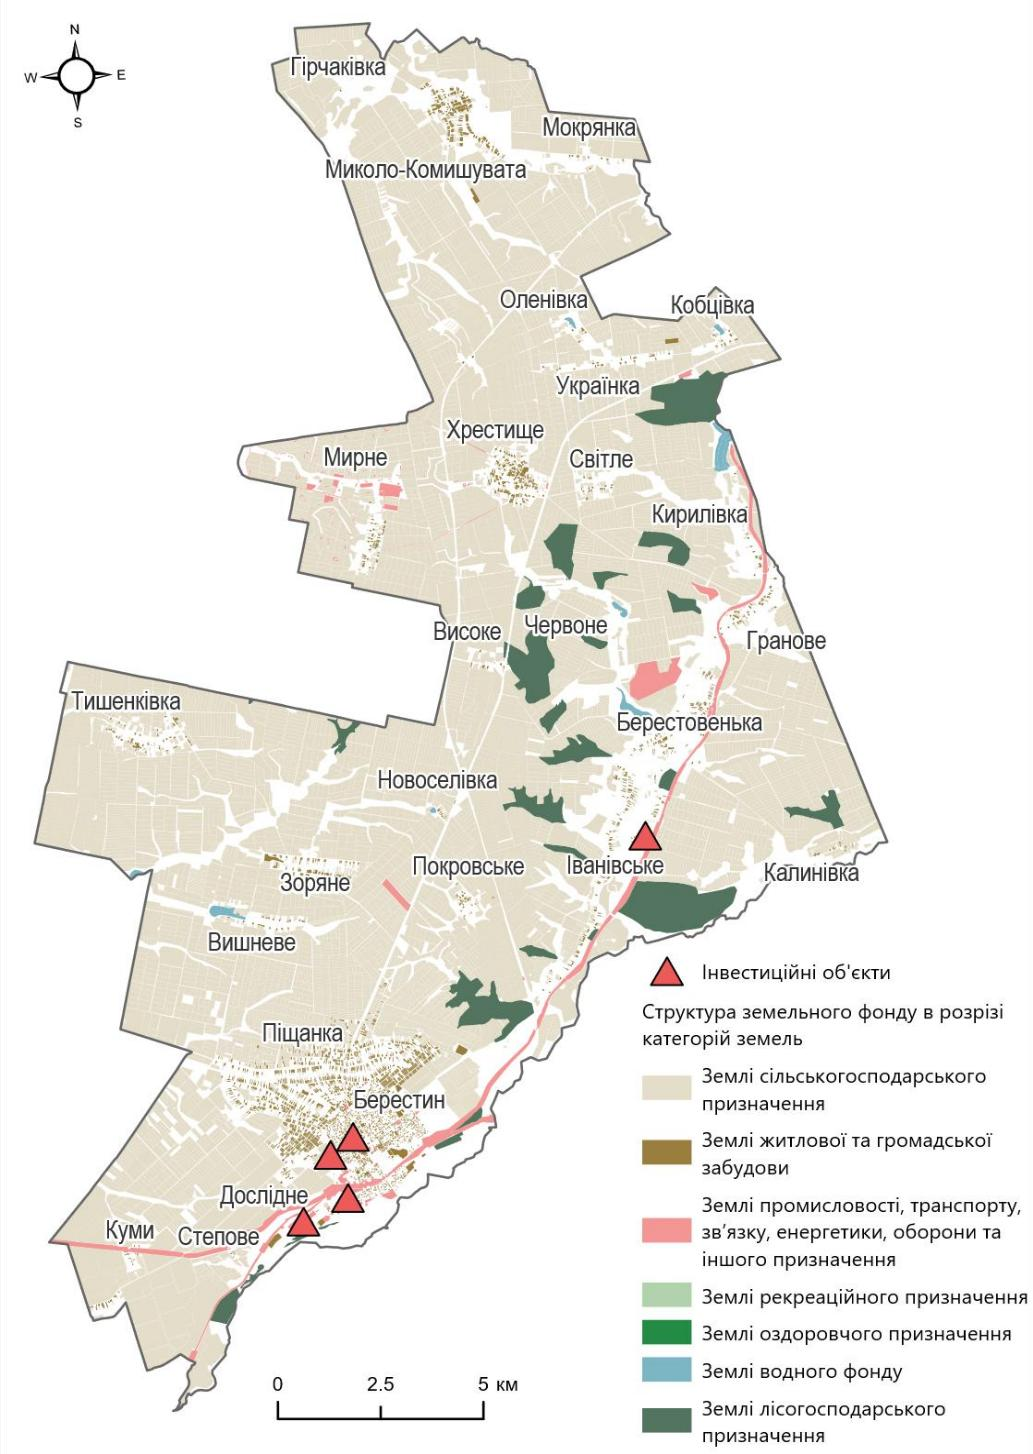 N
W
E
S
Гірчаківка
Мокрянка
Миколо-Комишувата
Оленівка
Кобцівка
Українка
Хрестище
Мирне
Світле
Кирилівка
Високе
Червоне
Гранове
Тишенківка
Берестовенька
Новоселівка
Покровське
Іванівське
Калинівка
Зоряне
Вишневе
Піщанка
Берестин
Дослідне
Куми
Степове
Інвестиційні об'єкти
Структура земельного фонду в розрізі
категорій земель
Землі сільськогосподарського
призначення
Землі житлової та громадської
забудови
Землі промисловості, транспорту,
зв’язку, енергетики, оборони та
іншого призначення
Землі рекреаційного призначення
Землі оздоровчого призначення
Землі водного фонду
Землі лісогосподарського
призначення
0 2.5 5 км